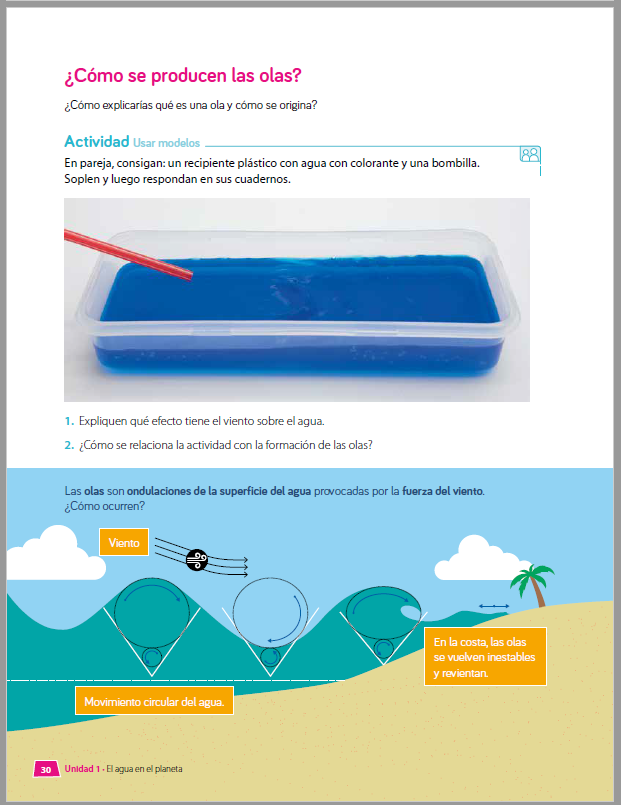 ¿Cómo se producen las olas?
¿Cómo explicarías qué es una ola y cómo se origina?
Actividad Usar modelos
En pareja, consigan: un recipiente plástico con agua con colorante y una bombilla.
Soplen y luego respondan en sus cuadernos.
1. Expliquen qué efecto tiene el viento sobre el agua.
2. ¿Cómo se relaciona la actividad con la formación de las olas?
Las olas son ondulaciones de la superficie del agua provocadas por la fuerza del viento.
¿Cómo ocurren?
Viento
En la costa, las olas
se vuelven inestables
y revientan.
Movimiento circular del agua.
30 Unidad 1 • El agua en el planeta